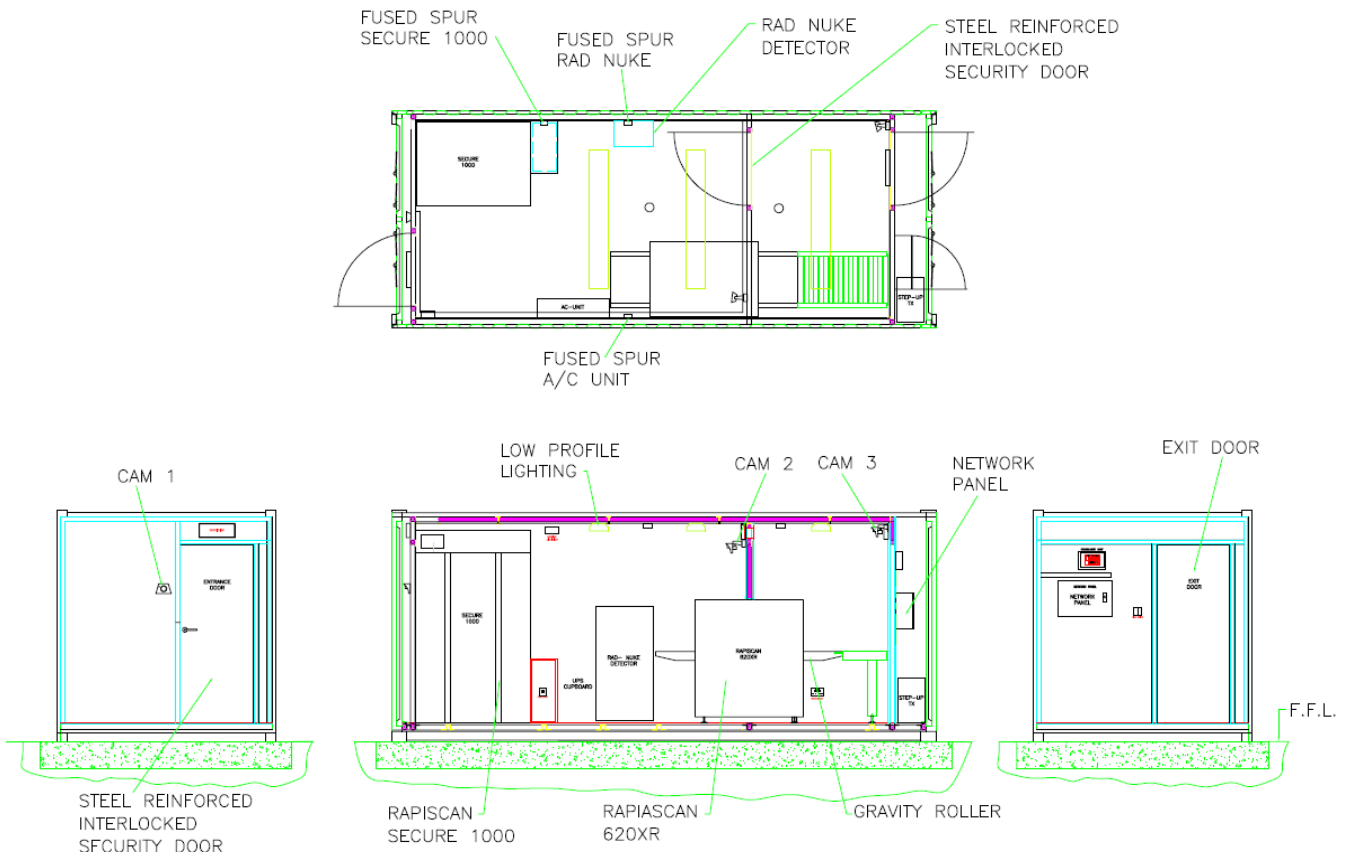 FUSED SPUR
SECURE 1000
FUSED SPUR
RAD NUKE
RAD NUKE
DETECTOR
STEEL REINFORCED
INTERLOCKED
SECURITY DOOR
SECURE
1000
AC-UNIT
STEP-UP
TX
FUSED SPUR
A/C UNIT
CAM 1
LOW PROFILE
LIGHTING
CAM 2
CAM 3
NETWORK
PANEL
EXIT DOOR
ENTRANCE
DOOR
SECURE
1000
UPS
CUPBOARD
RAD- NUKE
DETECTOR
RAPISCAN
620XR
STEP-UP
TX
NETWORK PANEL
NETWORK
PANEL
EXIT
DOOR
F.F.L.
STEEL REINFORCED
INTERLOCKED
SECURITY DOOR
RAPISCAN
SECURE 1000
RAPIASCAN
620XR
GRAVITY ROLLER